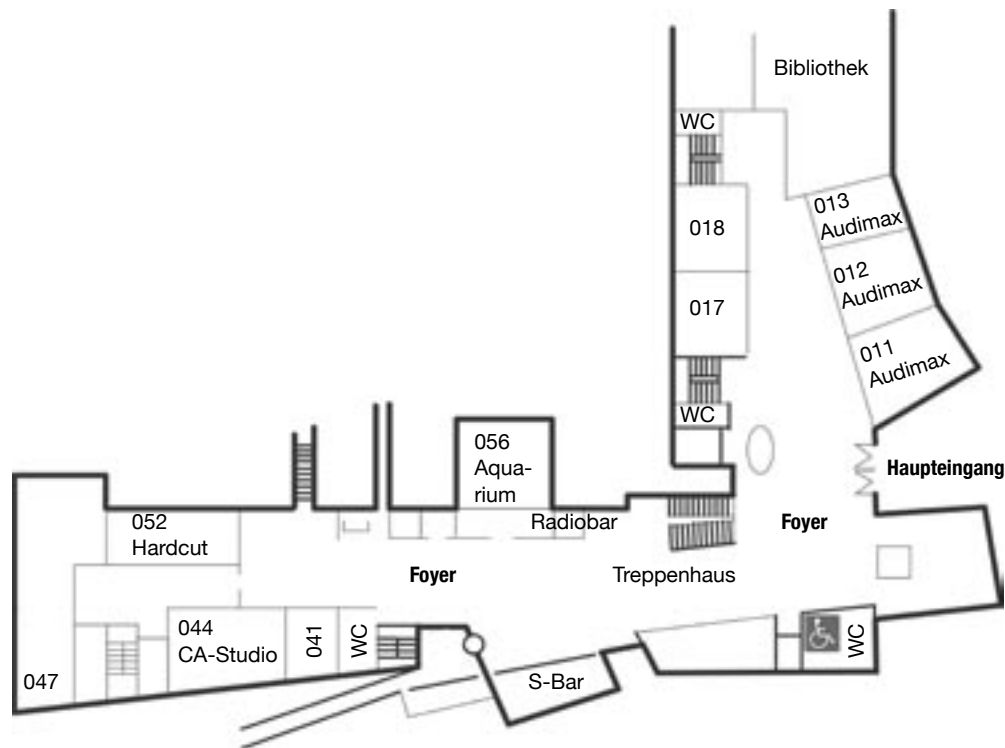 Bibliothek
WC
013
Audimax
018
012
Audimax
017
011
Audimax
WC
056
Aqua-
rium
Haupteingang
052
Hardcut
Radiobar
Foyer
Foyer
Treppenhaus
044
CA-Studio
041
WC
WC
047
S-Bar